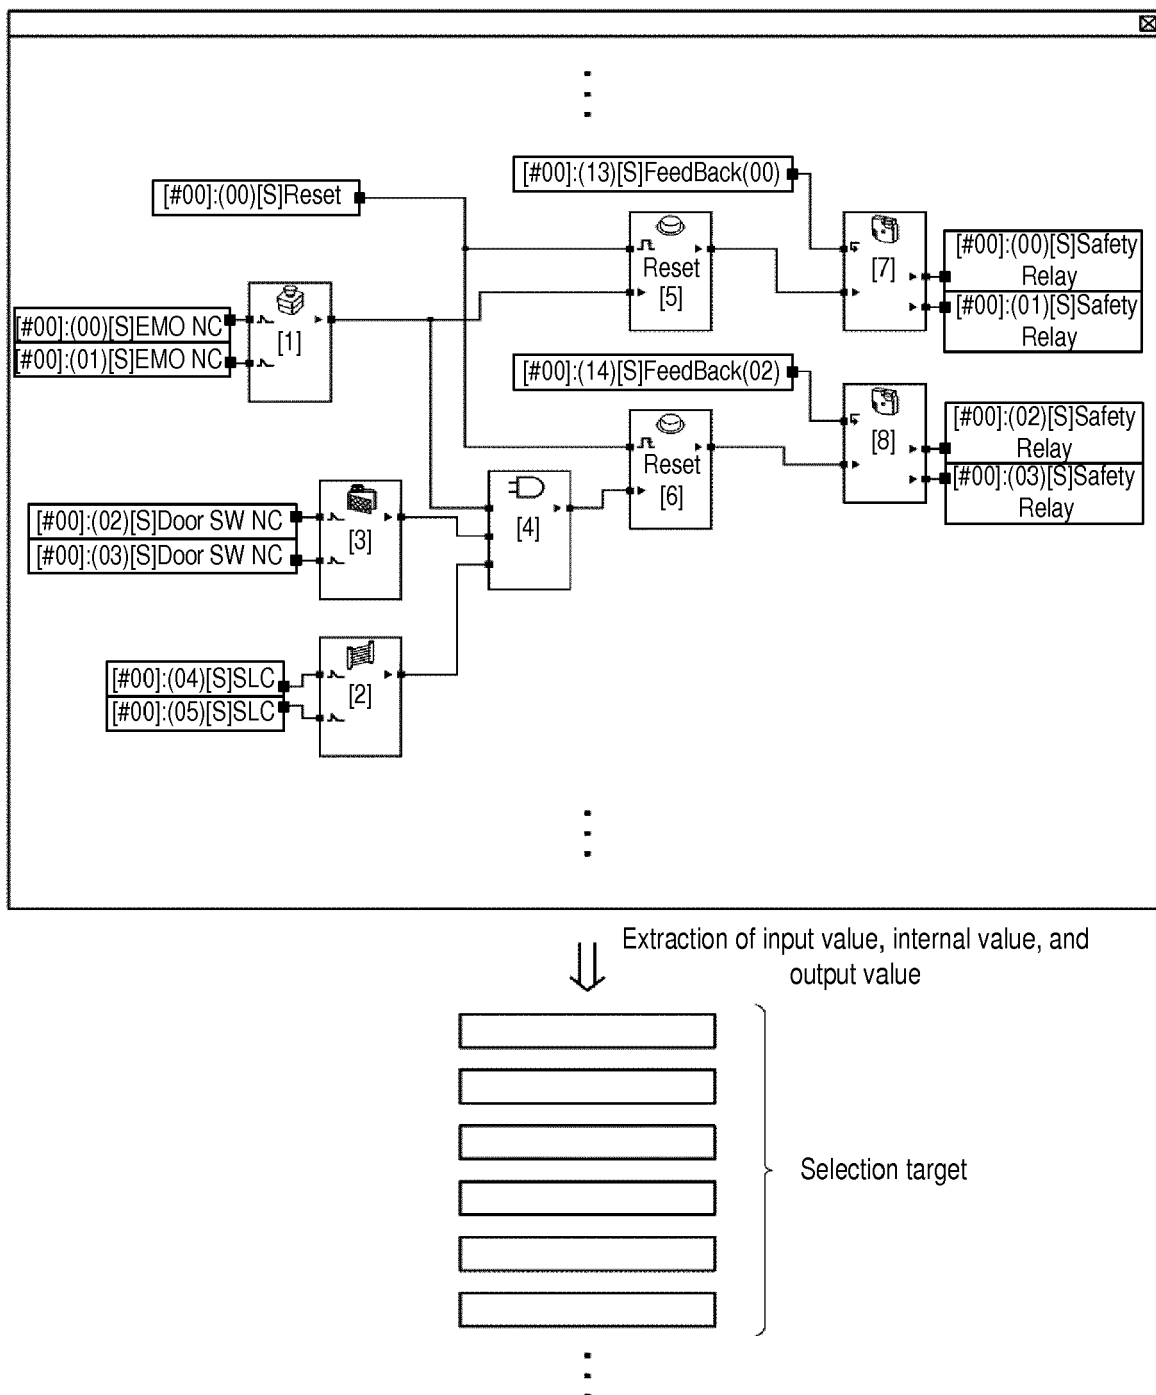 [#00]:(13)[S]FeedBack(00)
[#00]:(00)[S]Reset
[#00]:(00)[S]Safety
Relay
[#00]:(01)[S]Safety
Relay
[7]
Reset
[5]
[#00]:(00)[S]EMO NC
[#00]:(01)[S]EMO NC
[1]
[#00]:(14)[S]FeedBack(02)
[#00]:(02)[S]Safety
Relay
[#00]:(03)[S]Safety
Relay
[8]
Reset
[6]
[#00]:(02)[S]Door SW NC
[#00]:(03)[S]Door SW NC
[3]
[4]
[#00]:(04)[S]SLC
[#00]:(05)[S]SLC
[2]
Extraction of input value, internal value, and
output value
Selection target